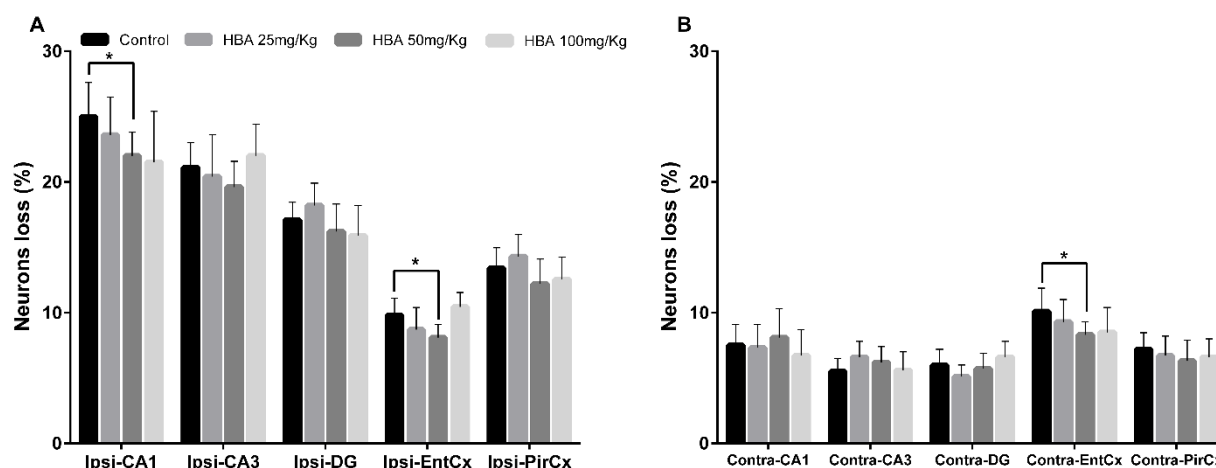 A
Control HBA 25mg/Kg HBA 50mg/Kg HBA 100mg/Kg
30
20
10
0
Neurons loss (%)
*
*
Ipsi-CA1 Ipsi-CA3 Ipsi-DG Ipsi-EntCx Ipsi-PirCx
B
30
20
10
0
Neurons loss (%)
*
Contra-CA1 Contra-CA3 Contra-DG Contra-EntCx Contra-PirCx